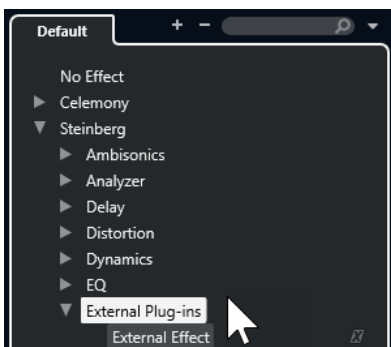 Default + −
No Effect
Celemony
Steinberg
Ambisonics
Analyzer
Delay
Distortion
Dynamics
EQ
External Plug-ins
External Effect